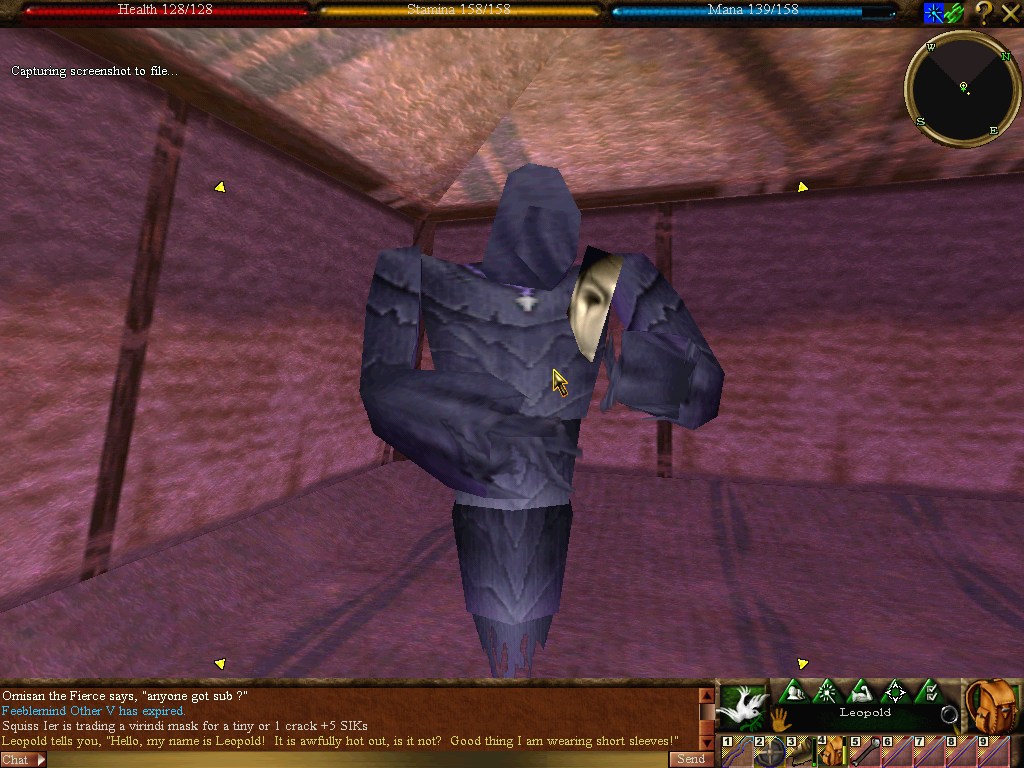 Health 128/128 Stamina 158/158 Mana 139/158
Capturing screenshot to file...
W N
S E
Omisan the Fierce says, "anyone got sub ?"
Feeblemind Other V has expired.
Squiss Ier is trading a virindi mask for a tiny or 1 crack +5 SIKs
Leopold tells you, "Hello, my name is Leopold!  It is awfully hot out, is it not?  Good thing I am wearing short sleeves!"
Leopold
1 2 3 4 5 6 7 8 9
Chat Send